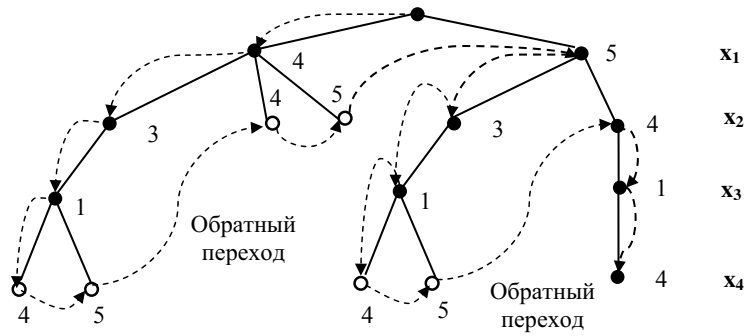 4 5 x₁
4 5
3 3 4 x₂
1 1 1 x₃
Обратный
переход
4 x₄
4 5 4 5
Обратный
переход